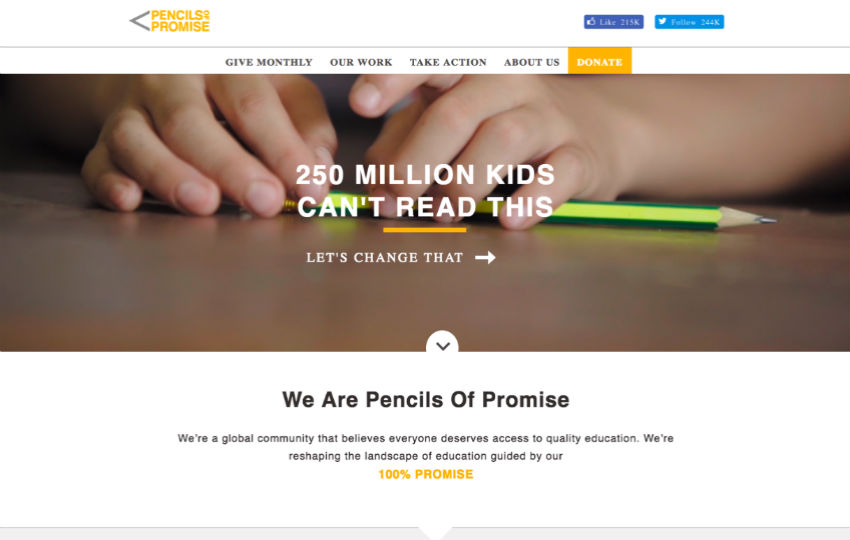 PENCILS OF
PROMISE
Like 215K
Follow 244K
GIVE MONTHLY OUR WORK TAKE ACTION ABOUT US DONATE
250 MILLION KIDS
CAN'T READ THIS
LET'S CHANGE THAT
We Are Pencils Of Promise
We're a global community that believes everyone deserves access to quality education. We're
reshaping the landscape of education guided by our
100% PROMISE